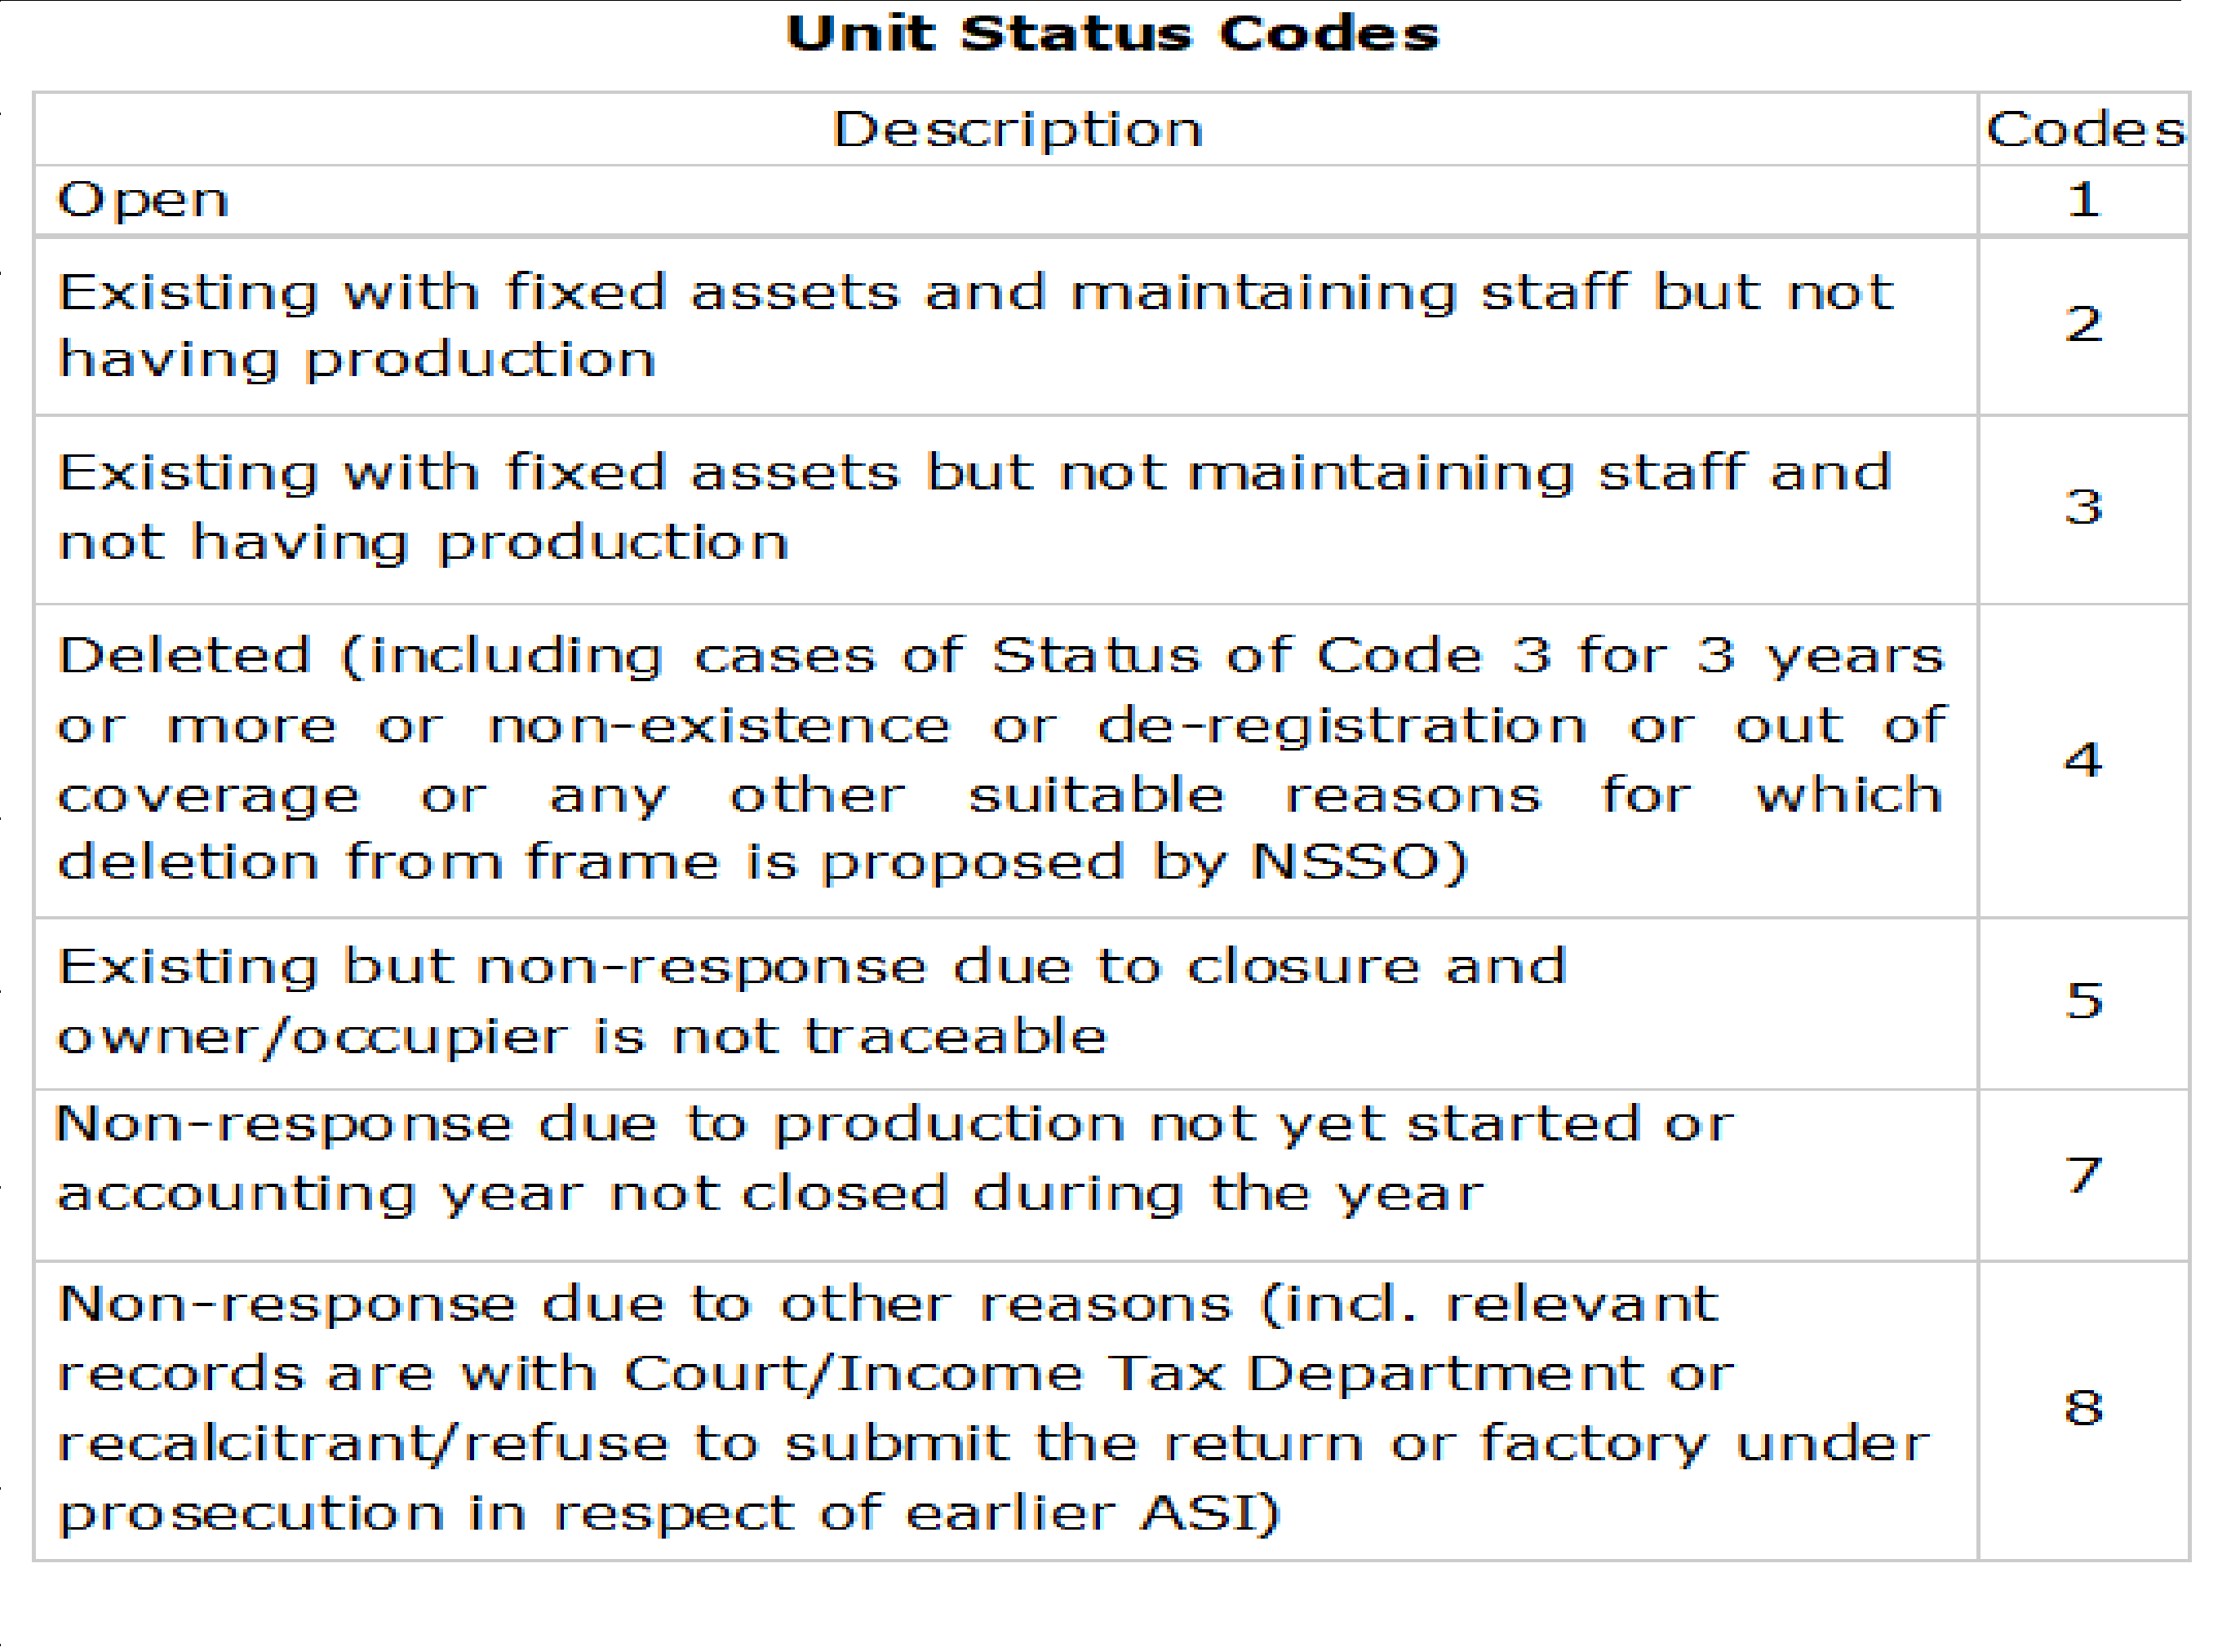 Unit Status Codes
Description Codes
Open 1
Existing with fixed assets and maintaining staff but not
having production
2
Existing with fixed assets but not maintaining staff and
not having production
3
Deleted (including cases of Status of Code 3 for 3 years
or more or non-existence or de-registration or out of
coverage or any other suitable reasons for which
deletion from frame is proposed by NSSO)
4
Existing but non-response due to closure and
owner/occupier is not traceable
5
Non-response due to production not yet started or
accounting year not closed during the year
7
Non-response due to other reasons (incl. relevant
records are with Court/Income Tax Department or
recalcitrant/refuse to submit the return or factory under
prosecution in respect of earlier ASI)
8